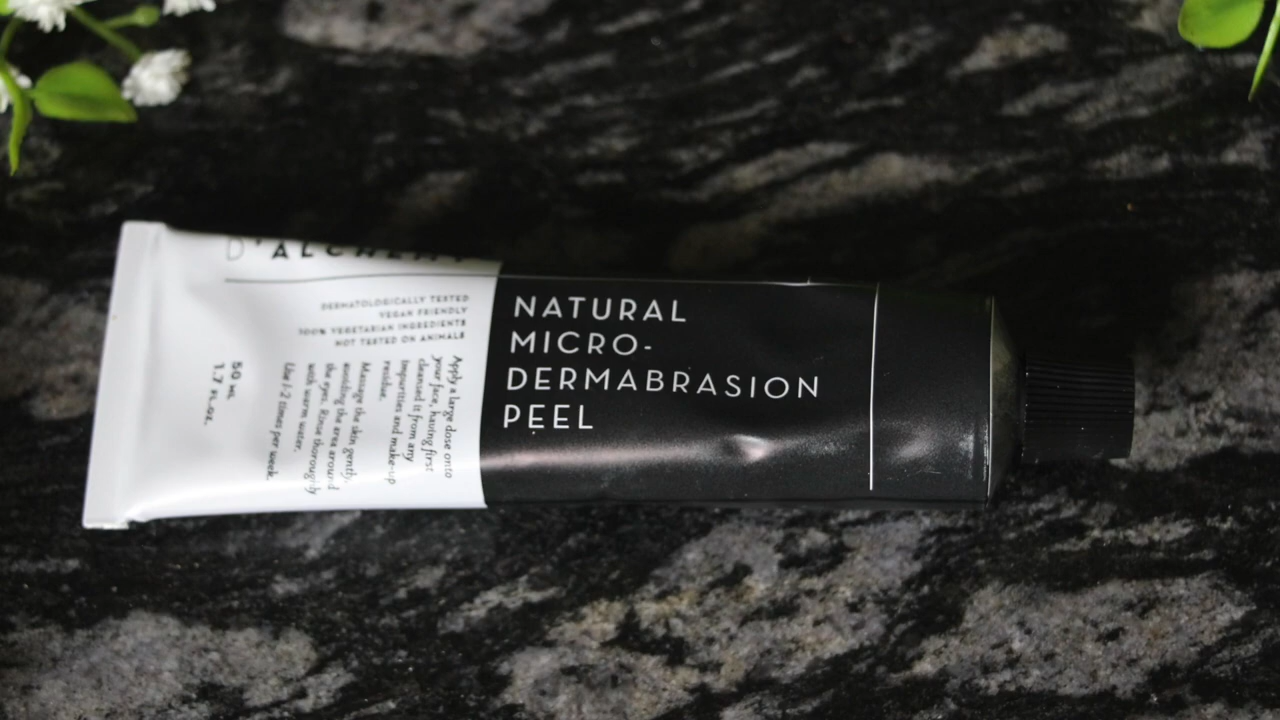 D'ALCHEMY
DERMATOLOGICALLY TESTED
VEGAN FRIENDLY
100% VEGETARIAN INGREDIENTS
NOT TESTED ON ANIMALS
Apply a large dose onto
your face, having first
cleansed it from any
impurities and make-up
residue.
Massage the skin gently,
avoiding the area around
the eyes. Rinse thoroughly
with warm water.
Use 1-2 times per week.
50 ML
1.7 FL.OZ.
NATURAL
MICRO-
DERMABRASION
PEEL